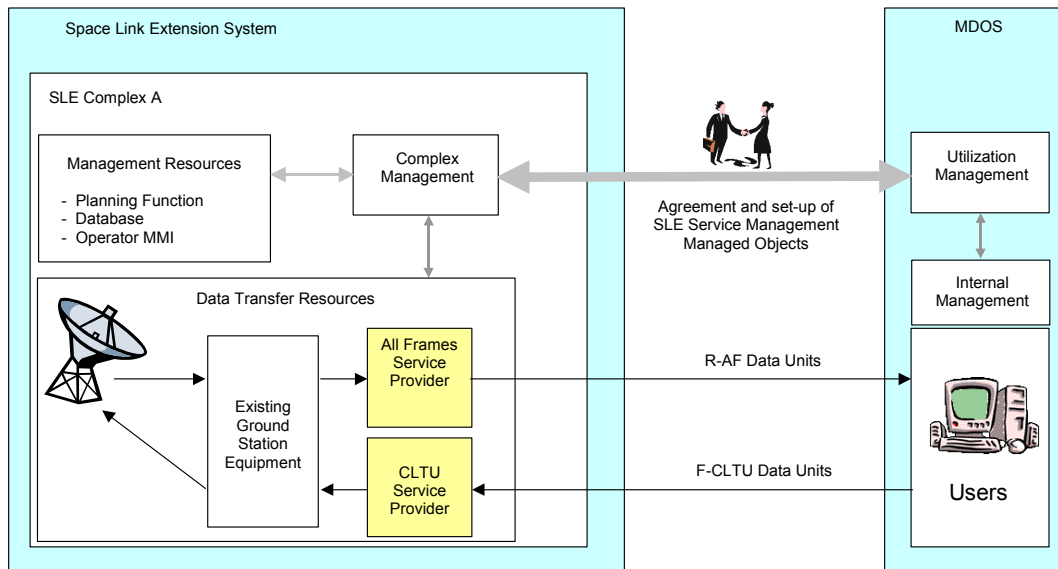 Space Link Extension System
MDOS
SLE Complex A
Management Resources
- Planning Function
- Database
- Operator MMI
Complex
Management
Agreement and set-up of
SLE Service Management
Managed Objects
Utilization
Management
Internal
Management
Data Transfer Resources
All Frames
Service
Provider
R-AF Data Units
Existing
Ground
Station
Equipment
CLTU
Service
Provider
F-CLTU Data Units
Users